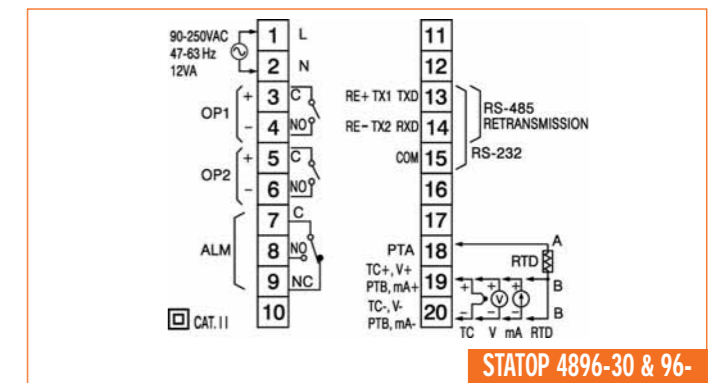 90-250VAC
47-63 Hz
12VA
1 L
2 N
OP1
+ 3 C
− 4 NO
OP2
+ 5 C
− 6 NO
ALM
7 C
8 NO
9 NC
10
CAT. II
11
12
RE+ TX1 TXD 13
RE− TX2 RXD 14
RS-485
RETRANSMISSION
COM 15
RS-232
16
17
PTA 18
A
RTD
TC+, V+
PTB, mA+ 19
+ + + B
V
TC-, V-
PTB, mA- 20
− − − B
TC V mA RTD
STATOP 4896-30 & 96-